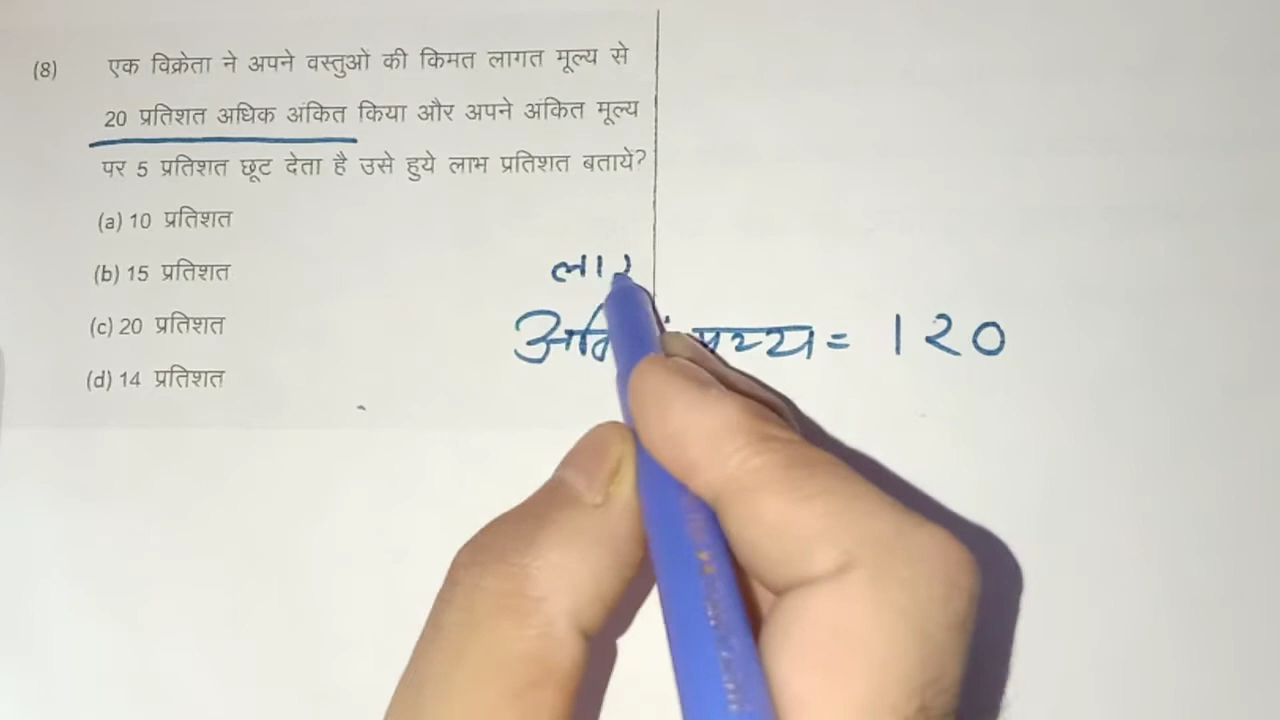 (8) एक विक्रेता ने अपने वस्तुओं की किमत लागत मूल्य से
20 प्रतिशत अधिक अंकित किया और अपने अंकित मूल्य
पर 5 प्रतिशत छूट देता है उसे हुये लाभ प्रतिशत बतायें?
(a) 10 प्रतिशत
(b) 15 प्रतिशत
(c) 20 प्रतिशत
(d) 14 प्रतिशत
= 120